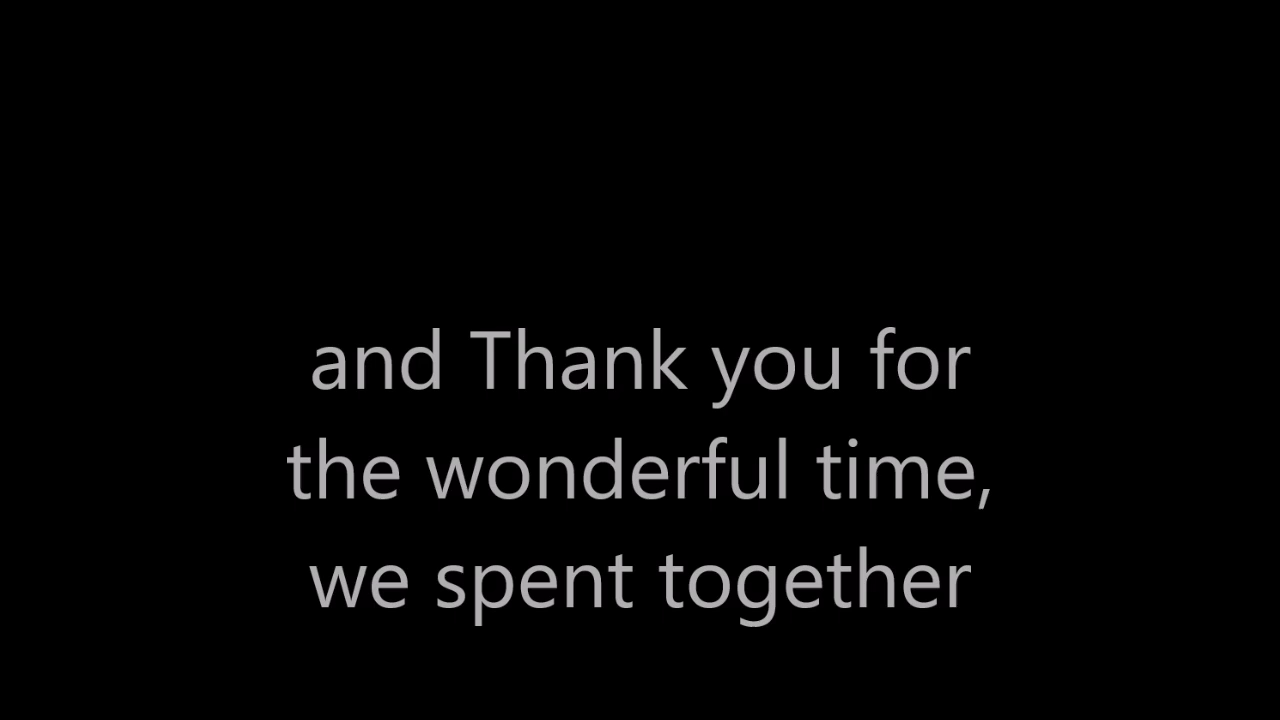 and Thank you for
the wonderful time,
we spent together